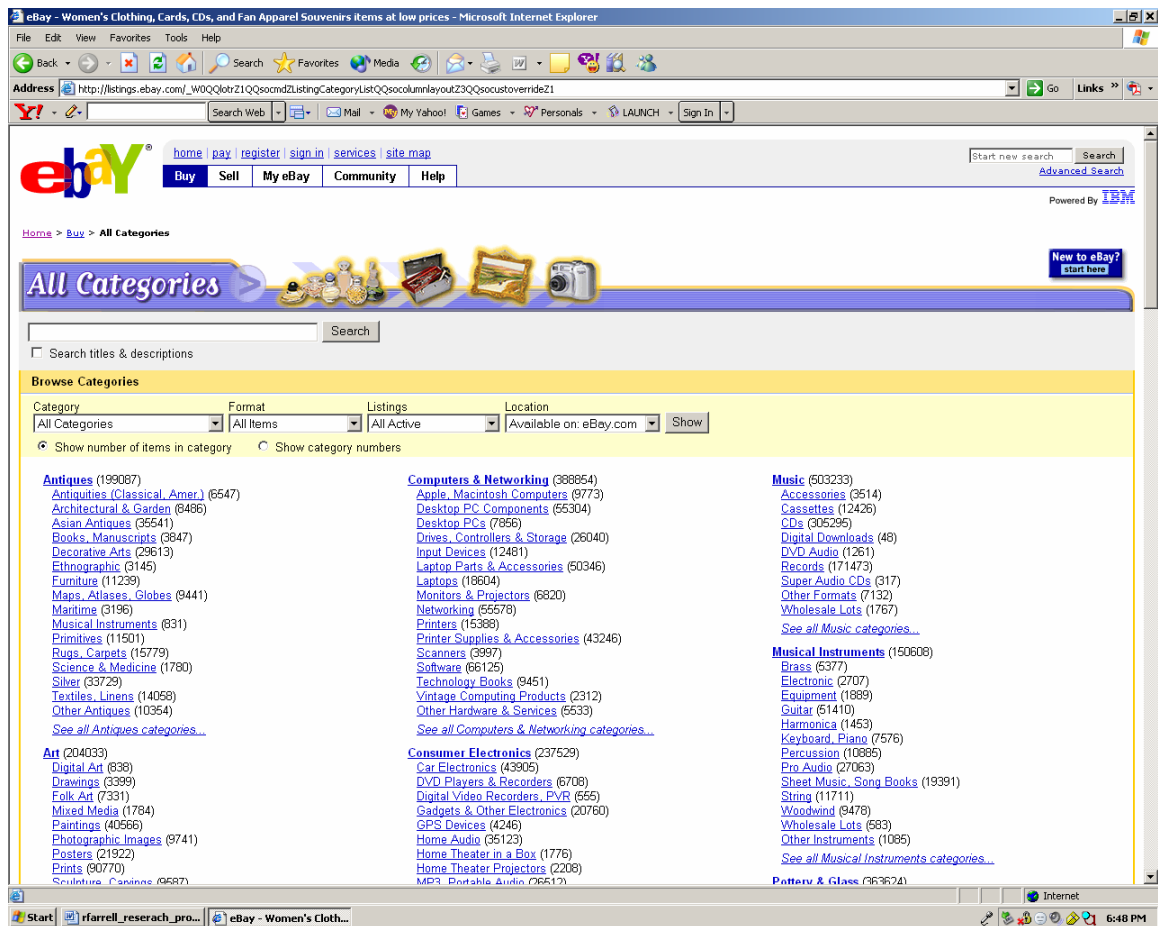 eBay - Women's Clothing, Cards, CDs, and Fan Apparel Souvenirs items at low prices - Microsoft Internet Explorer
File Edit View Favorites Tools Help
Back Search Favorites Media
Address http://listings.ebay.com/_W0QQlotrZ1QQsocmdZListingCategoryListQQsocolumnlayoutZ3QQsocustoverrideZ1 Go Links »
Y! Search Web Mail My Yahoo! Games Personals LAUNCH Sign In
ebaY® home | pay | register | sign in | services | site map
Start new search Search
Buy Sell My eBay Community Help
Advanced Search
Powered By IBM
Home > Buy > All Categories
New to eBay?
start here
All Categories
Search
Search titles & descriptions
Browse Categories
Category Format Listings Location
All Categories All Items All Active Available on: eBay.com Show
Show number of items in category Show category numbers
Antiques (199087)
Antiquities (Classical, Amer.) (6547)
Architectural & Garden (8486)
Asian Antiques (35541)
Books, Manuscripts (3847)
Decorative Arts (29613)
Ethnographic (3145)
Furniture (11239)
Maps, Atlases, Globes (9441)
Maritime (3196)
Musical Instruments (831)
Primitives (11501)
Rugs, Carpets (15779)
Science & Medicine (1780)
Silver (33729)
Textiles, Linens (14058)
Other Antiques (10354)
See all Antiques categories...
Art (204033)
Digital Art (838)
Drawings (3399)
Folk Art (7331)
Mixed Media (1784)
Paintings (40566)
Photographic Images (9741)
Posters (21922)
Prints (90770)
Sculpture, Carvings (9587)
Computers & Networking (388854)
Apple, Macintosh Computers (9773)
Desktop PC Components (55304)
Desktop PCs (7856)
Drives, Controllers & Storage (26040)
Input Devices (12481)
Laptop Parts & Accessories (50346)
Laptops (18604)
Monitors & Projectors (6820)
Networking (55578)
Printers (15388)
Printer Supplies & Accessories (43246)
Scanners (3997)
Software (66125)
Technology Books (9451)
Vintage Computing Products (2312)
Other Hardware & Services (5533)
See all Computers & Networking categories...
Consumer Electronics (237529)
Car Electronics (43905)
DVD Players & Recorders (6708)
Digital Video Recorders, PVR (555)
Gadgets & Other Electronics (20760)
GPS Devices (4246)
Home Audio (35123)
Home Theater in a Box (1776)
Home Theater Projectors (2208)
MP3, Portable Audio (26512)
Music (503233)
Accessories (3514)
Cassettes (12426)
CDs (305295)
Digital Downloads (48)
DVD Audio (1261)
Records (171473)
Super Audio CDs (317)
Other Formats (7132)
Wholesale Lots (1767)
See all Music categories...
Musical Instruments (150608)
Brass (5377)
Electronic (2707)
Equipment (1889)
Guitar (51410)
Harmonica (1453)
Keyboard, Piano (7576)
Percussion (10885)
Pro Audio (27063)
Sheet Music, Song Books (19391)
String (11711)
Woodwind (9478)
Wholesale Lots (583)
Other Instruments (1085)
See all Musical Instruments categories...
Pottery & Glass (363624)
Internet
Start rfarrell_reserach_pro... eBay - Women's Cloth... 6:48 PM